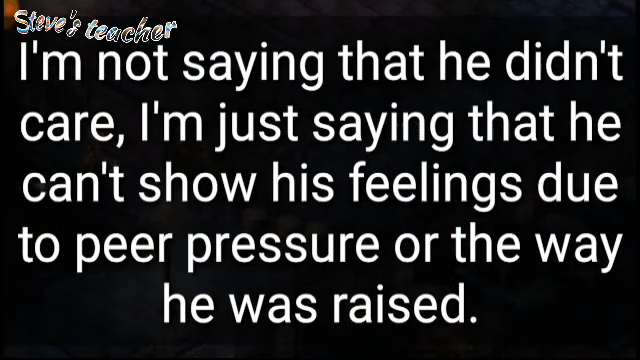 Steve's teacher
I'm not saying that he didn't
care, I'm just saying that he
can't show his feelings due
to peer pressure or the way
he was raised.